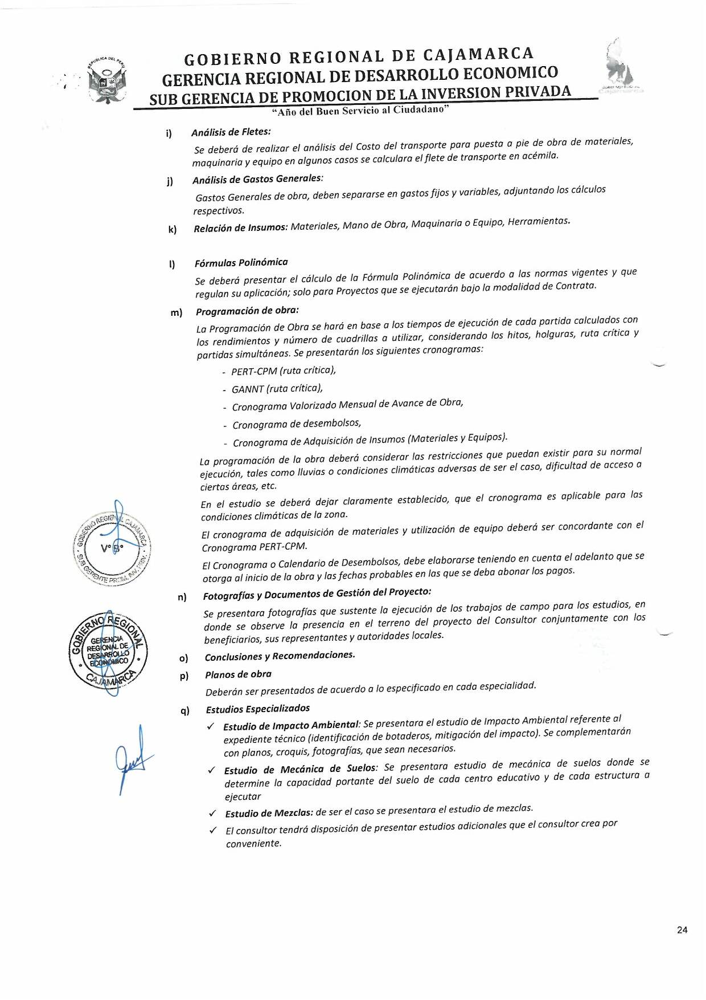 REPUBLICA DEL PERU
GOBIERNO REGIONAL DE CAJAMARCA
GERENCIA REGIONAL DE DESARROLLO ECONOMICO
SUB GERENCIA DE PROMOCION DE LA INVERSION PRIVADA
“Año del Buen Servicio al Ciudadano”
i) Análisis de Fletes:
Se deberá de realizar el análisis del Costo del transporte para puesta a pie de obra de materiales,
maquinaria y equipo en algunos casos se calculara el flete de transporte en acémila.
j) Análisis de Gastos Generales:
Gastos Generales de obra, deben separarse en gastos fijos y variables, adjuntando los cálculos
respectivos.
k) Relación de Insumos: Materiales, Mano de Obra, Maquinaria o Equipo, Herramientas.
l) Fórmulas Polinómica
Se deberá presentar el cálculo de la Fórmula Polinómica de acuerdo a las normas vigentes y que
regulan su aplicación; solo para Proyectos que se ejecutarán bajo la modalidad de Contrata.
m) Programación de obra:
La Programación de Obra se hará en base a los tiempos de ejecución de cada partida calculados con
los rendimientos y número de cuadrillas a utilizar, considerando los hitos, holguras, ruta crítica y
partidas simultáneas. Se presentarán los siguientes cronogramas:
- PERT-CPM (ruta crítica),
- GANNT (ruta crítica),
- Cronograma Valorizado Mensual de Avance de Obra,
- Cronograma de desembolsos,
- Cronograma de Adquisición de Insumos (Materiales y Equipos).
La programación de la obra deberá considerar las restricciones que puedan existir para su normal
ejecución, tales como lluvias o condiciones climáticas adversas de ser el caso, dificultad de acceso a
ciertas áreas, etc.
En el estudio se deberá dejar claramente establecido, que el cronograma es aplicable para las
condiciones climáticas de la zona.
El cronograma de adquisición de materiales y utilización de equipo deberá ser concordante con el
Cronograma PERT-CPM.
El Cronograma o Calendario de Desembolsos, debe elaborarse teniendo en cuenta el adelanto que se
otorga al inicio de la obra y las fechas probables en las que se deba abonar los pagos.
GOBIERNO REGIONAL CAJAMARCA
V° B°
SUB GERENTE PROM. INV. PRIV.
n) Fotografías y Documentos de Gestión del Proyecto:
Se presentara fotografías que sustente la ejecución de los trabajos de campo para los estudios, en
donde se observe la presencia en el terreno del proyecto del Consultor conjuntamente con los
beneficiarios, sus representantes y autoridades locales.
GOBIERNO REGIONAL
GERENCIA
REGIONAL DE
DESARROLLO
ECONOMICO
CAJAMARCA
o) Conclusiones y Recomendaciones.
p) Planos de obra
Deberán ser presentados de acuerdo a lo especificado en cada especialidad.
q) Estudios Especializados
✓ Estudio de Impacto Ambiental: Se presentara el estudio de Impacto Ambiental referente al
expediente técnico (identificación de botaderos, mitigación del impacto). Se complementarán
con planos, croquis, fotografías, que sean necesarios.
✓ Estudio de Mecánica de Suelos: Se presentara estudio de mecánica de suelos donde se
determine la capacidad portante del suelo de cada centro educativo y de cada estructura a
ejecutar
✓ Estudio de Mezclas: de ser el caso se presentara el estudio de mezclas.
✓ El consultor tendrá disposición de presentar estudios adicionales que el consultor crea por
conveniente.
24